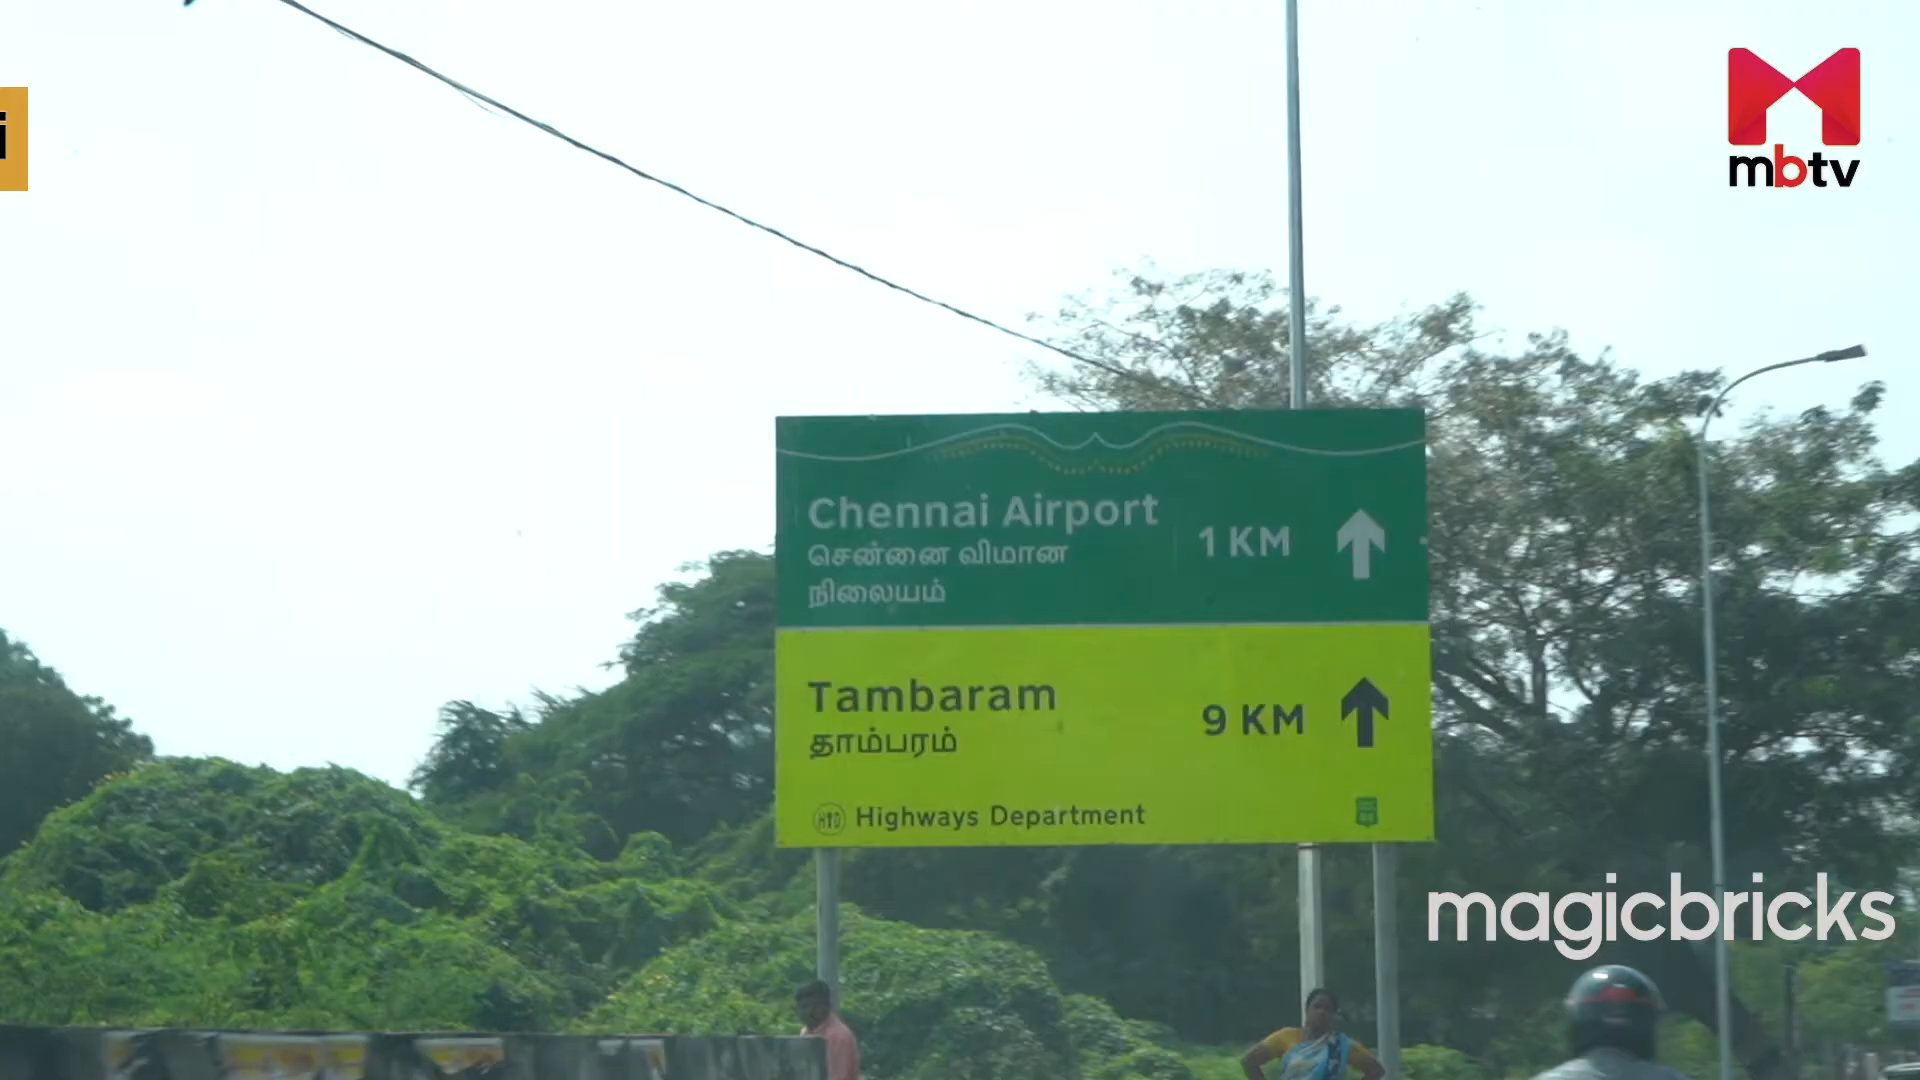 i
mbtv
Chennai Airport
சென்னை விமான
நிலையம்
1 KM
Tambaram
தாம்பரம்
9 KM
Highways Department
magicbricks